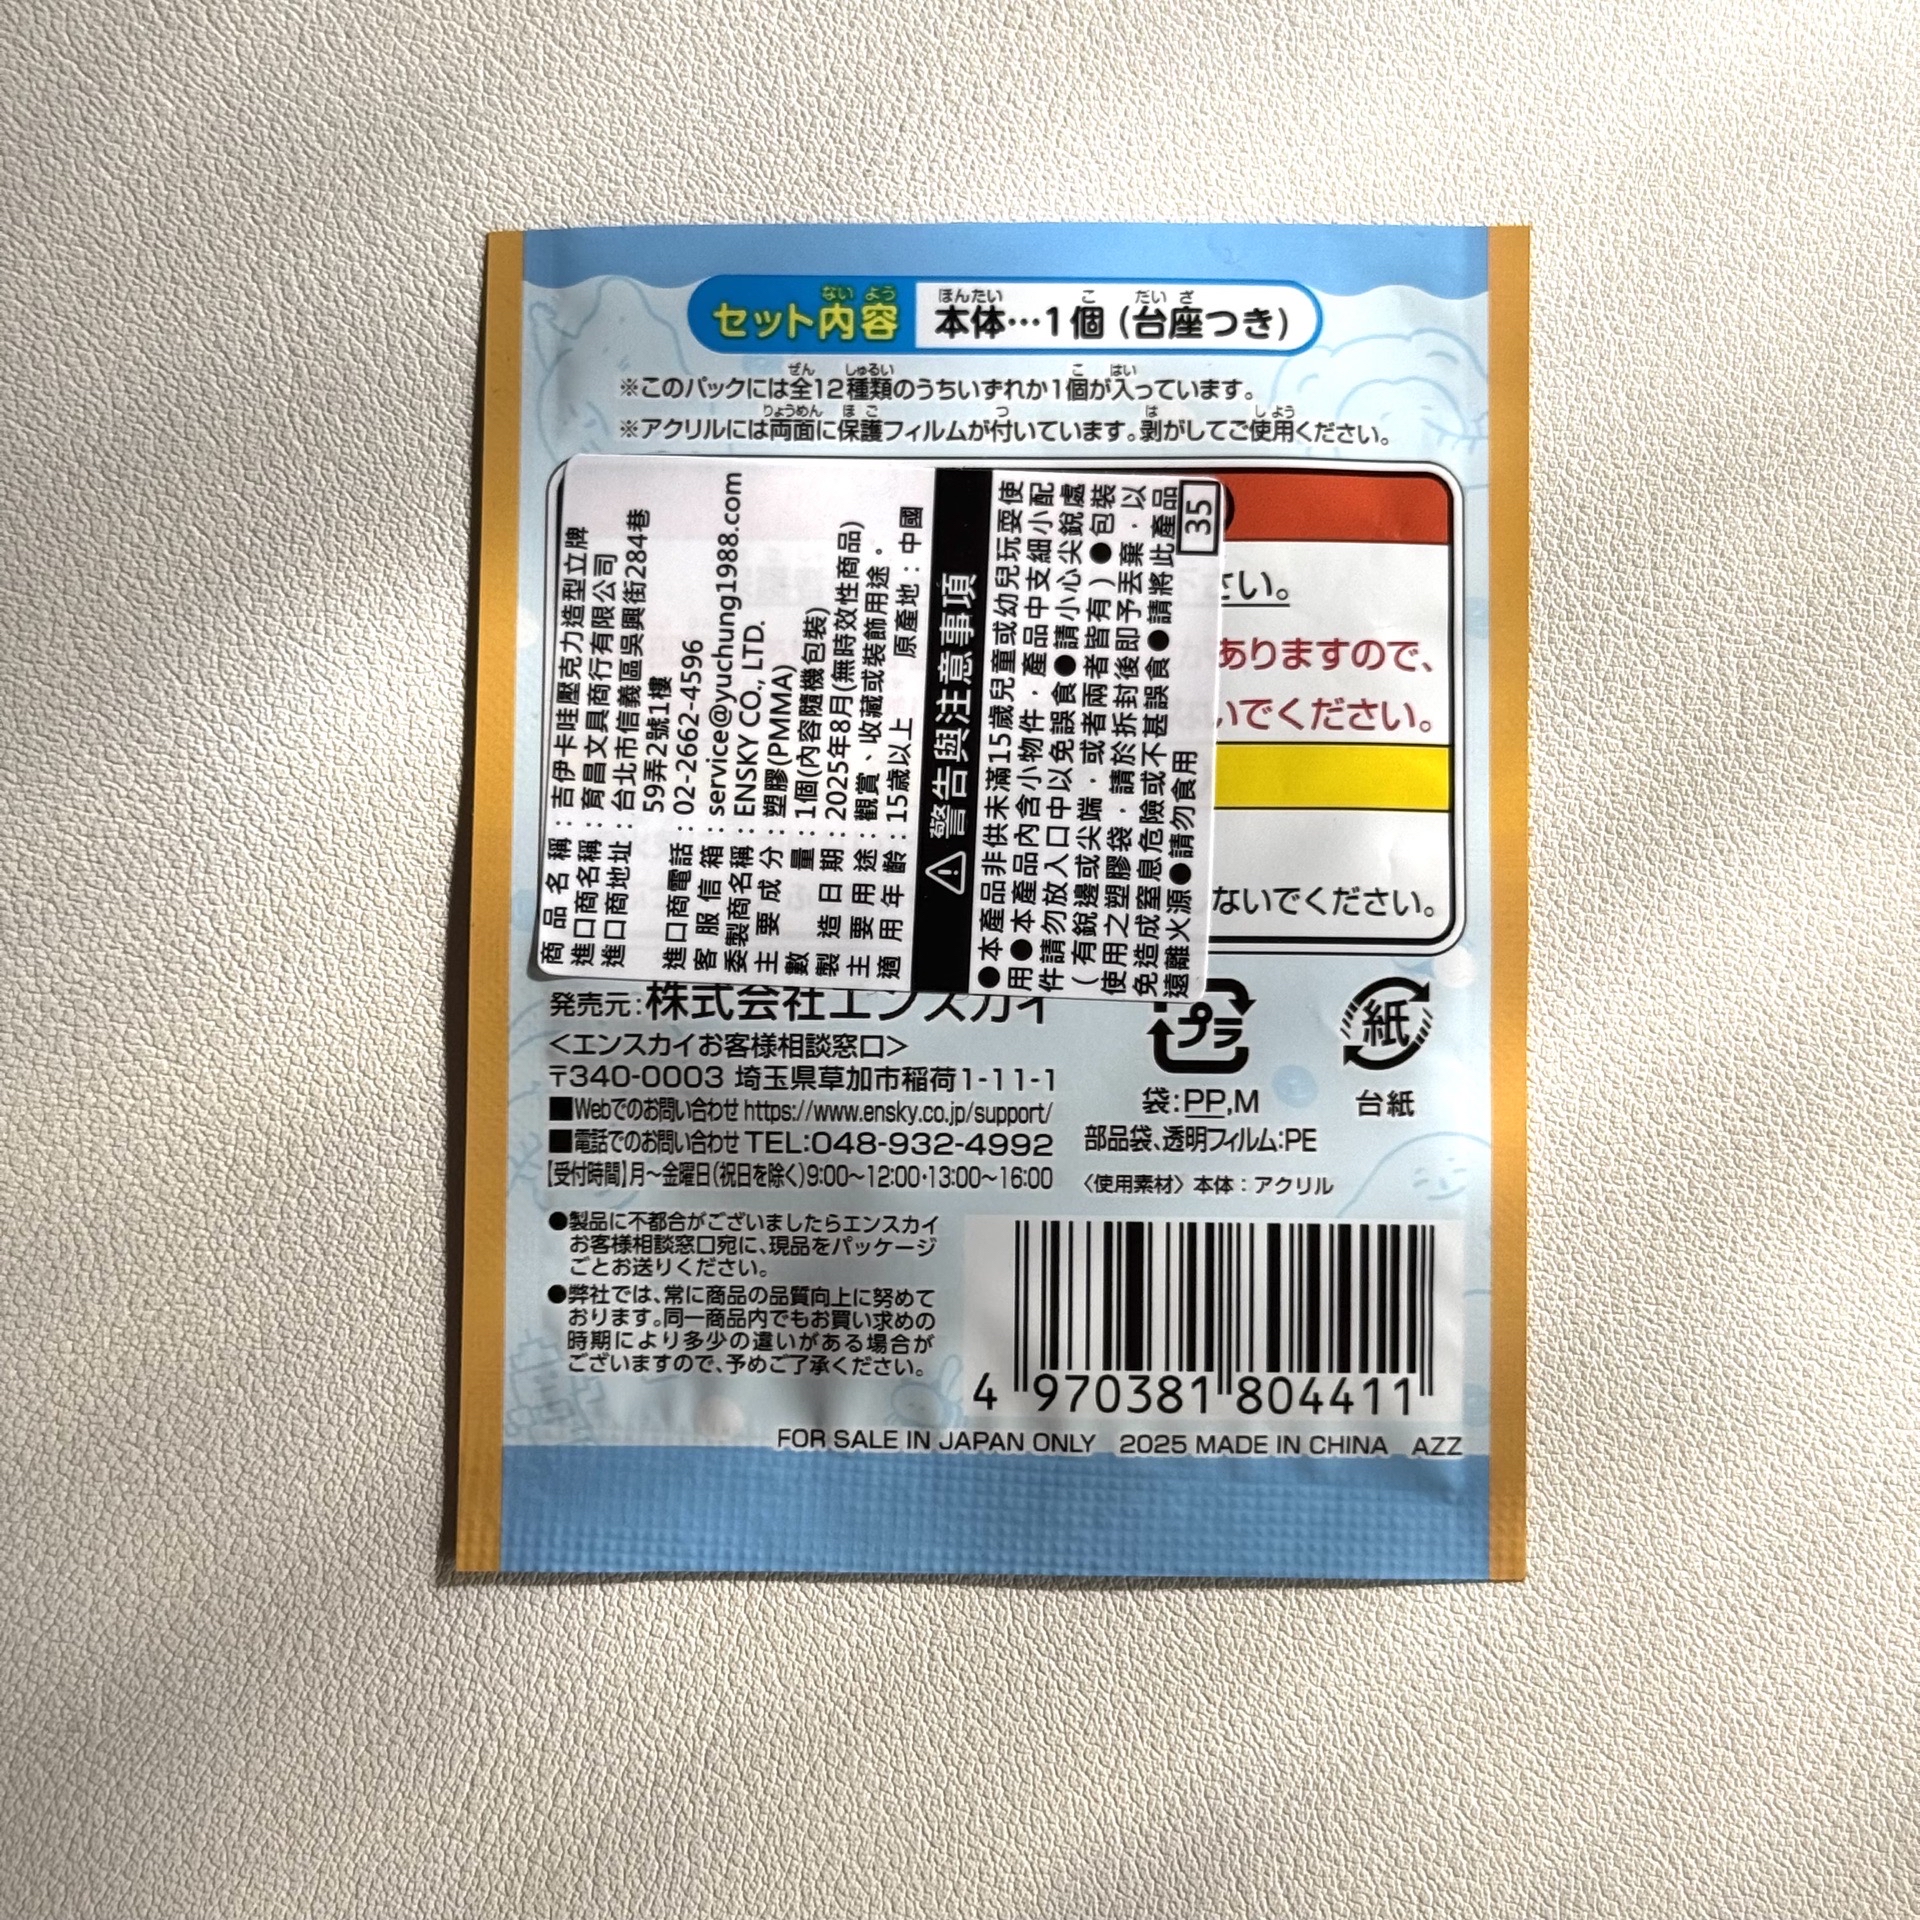 セット内容 本体…1個(台座つき)
※このパックには全12種類のうちいずれか1個が入っています。
※アクリルには両面に保護フィルムが付いています。剥がしてご使用ください。
商品名稱:吉伊卡哇壓克力造型立牌
進口商名稱:育昌文具商行有限公司
進口商地址:台北市信義區吳興街284巷
59弄2號1樓
進口商電話:02-2662-4596
客服信箱:service@yuchung1988.com
委製商名稱:ENSKY CO., LTD.
主要成分:塑膠(PMMA)
數量:1個(內容隨機包裝)
製造日期:2025年8月(無時效性商品)
主要用途:觀賞、收藏或裝飾用途。
適用年齡:15歲以上 原產地:中國
警告與注意事項
●本產品非供未滿15歲兒童或幼兒玩耍使
用●本產品內含小物件,產品中支細小配
件請勿放入口中以免誤食●請小心尖銳處
(有銳邊或尖端,或者兩者皆有)●包裝
使用之塑膠袋,請於拆封後即予丟棄,以
免造成窒息危險或不甚誤食●請將此產品
遠離火源●請勿食用
35
さい。
ありますので、
いでください。
ないでください。
発売元:株式会社エンスカイ
<エンスカイお客様相談窓口>
〒340-0003 埼玉県草加市稲荷1-11-1
■Webでのお問い合わせ https://www.ensky.co.jp/support/
■電話でのお問い合わせ TEL:048-932-4992
【受付時間】月～金曜日(祝日を除く)9:00～12:00・13:00～16:00
プラ
袋:PP,M
紙
台紙
部品袋、透明フィルム:PE
〈使用素材〉本体:アクリル
●製品に不都合がございましたらエンスカイ
お客様相談窓口宛に、現品をパッケージ
ごとお送りください。
●弊社では、常に商品の品質向上に努めて
おります。同一商品内でもお買い求めの
時期により多少の違いがある場合が
ございますので、予めご了承ください。
4 970381 804411
FOR SALE IN JAPAN ONLY 2025 MADE IN CHINA AZZ